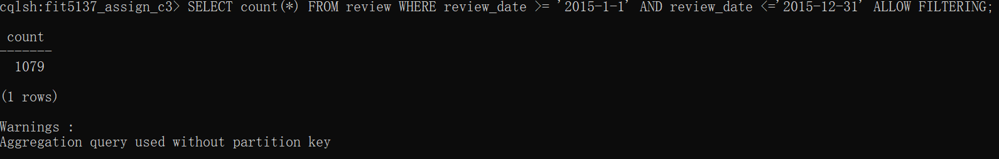 cqlsh:fit5137_assign_c3> SELECT count(*) FROM review WHERE review_date >= '2015-1-1' AND review_date <='2015-12-31' ALLOW FILTERING;
count
-------
1079
(1 rows)
Warnings :
Aggregation query used without partition key